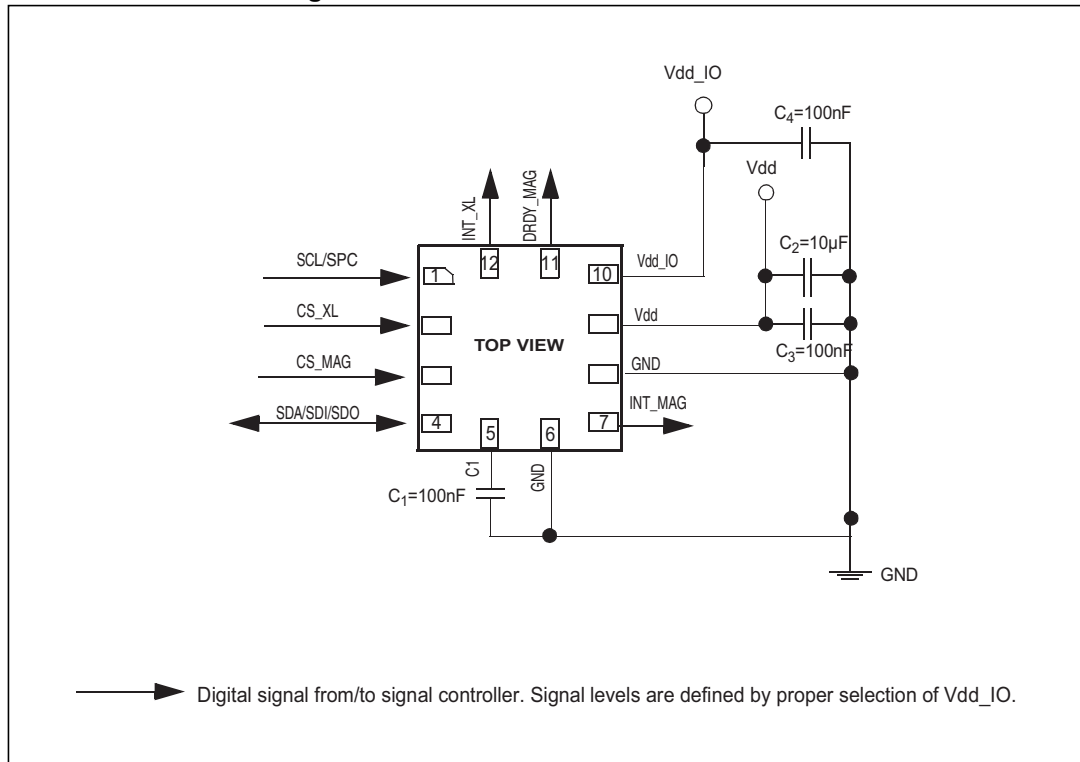 Vdd_IO
C4=100nF
Vdd
INT_XL
DRDY_MAG
C2=10µF
SCL/SPC
1
12
11
10
Vdd_IO
CS_XL
Vdd
TOP VIEW
C3=100nF
CS_MAG
GND
SDA/SDI/SDO
4
5
6
7
INT_MAG
C1
GND
C1=100nF
GND
Digital signal from/to signal controller. Signal levels are defined by proper selection of Vdd_IO.